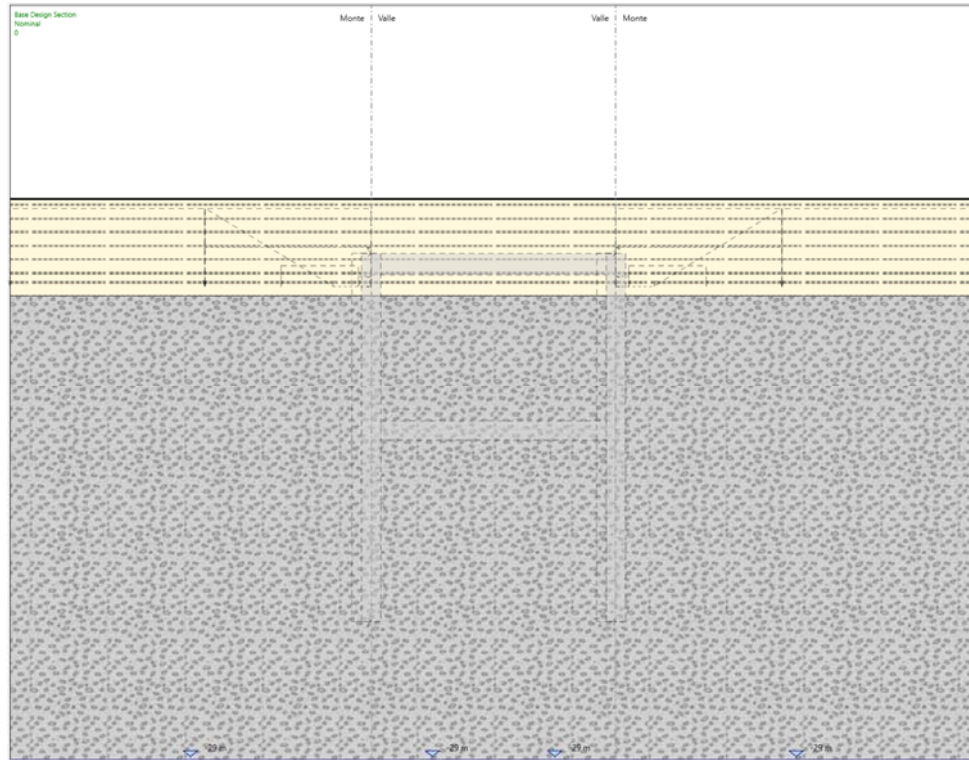 Base Design Section
Nominal
0
Monte Valle Valle Monte
-29 m -29 m -29 m -29 m